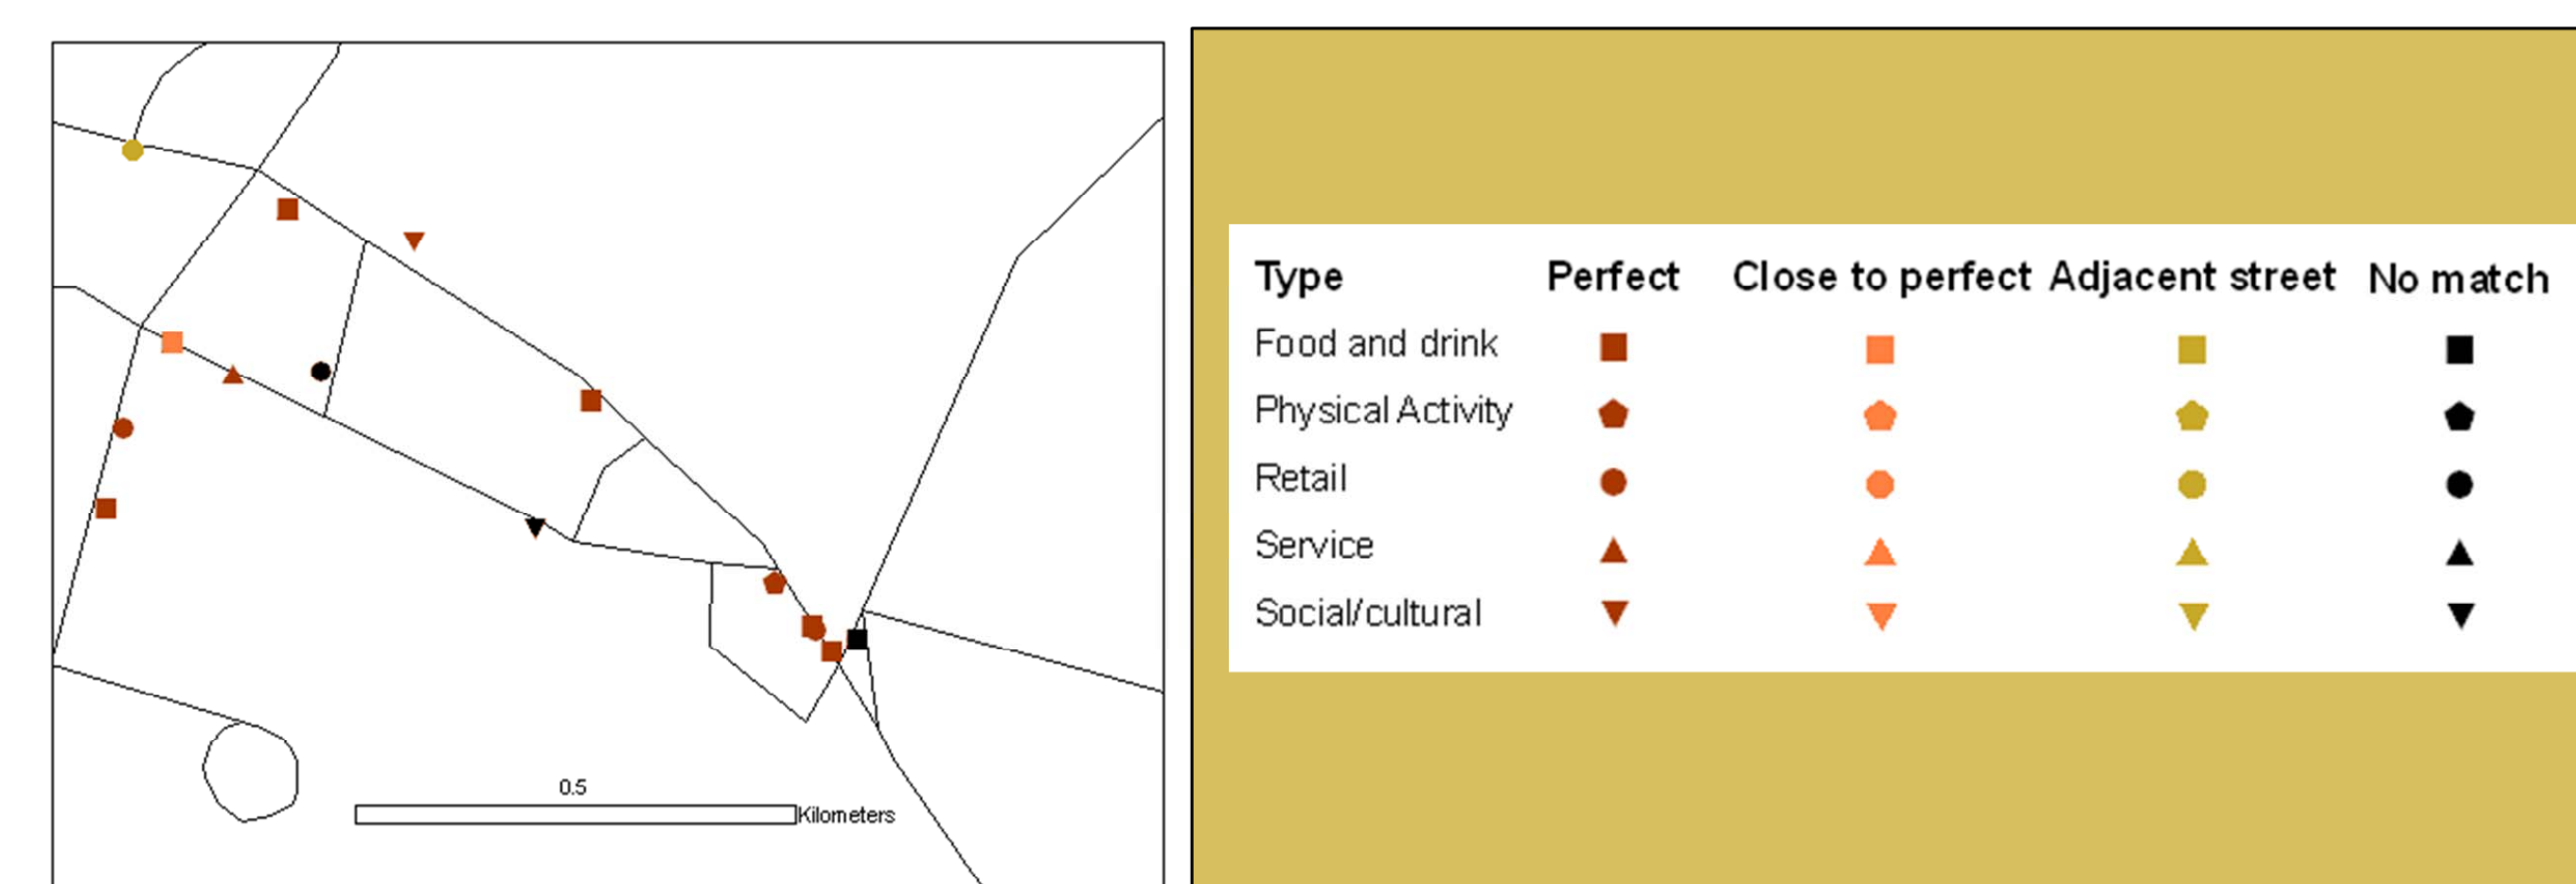 0.5
Kilometers
Type Perfect Close to perfect Adjacent street No match
Food and drink
Physical Activity
Retail
Service
Social/cultural